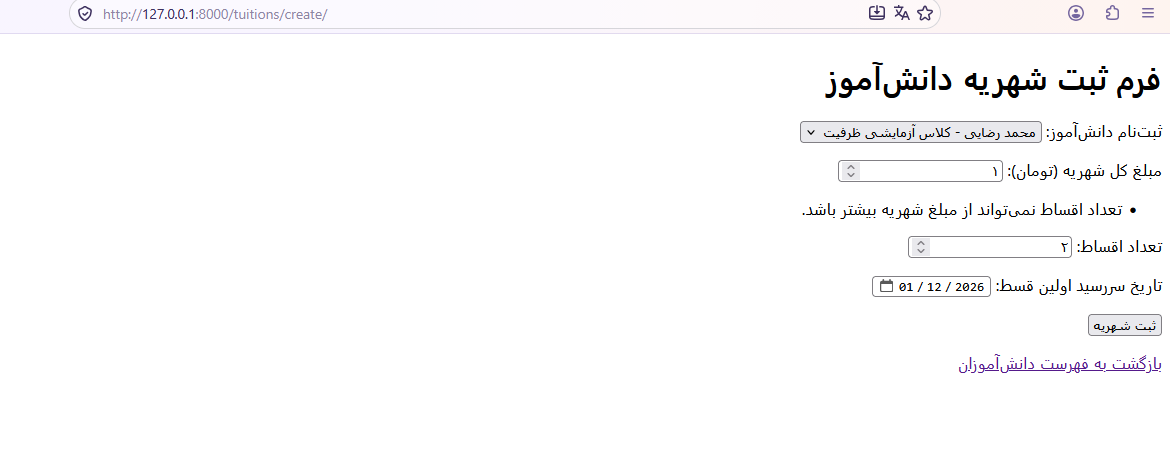 http://127.0.0.1:8000/tuitions/create/
فرم ثبت شهریه دانش‌آموز
ثبت‌نام دانش‌آموز: محمد رضایی - کلاس آزمایشی ظرفیت
مبلغ کل شهریه (تومان): ۱
• تعداد اقساط نمی‌تواند از مبلغ شهریه بیشتر باشد.
تعداد اقساط: ۲
تاریخ سررسید اولین قسط: 01 / 12 / 2026
ثبت شهریه
بازگشت به فهرست دانش‌آموزان